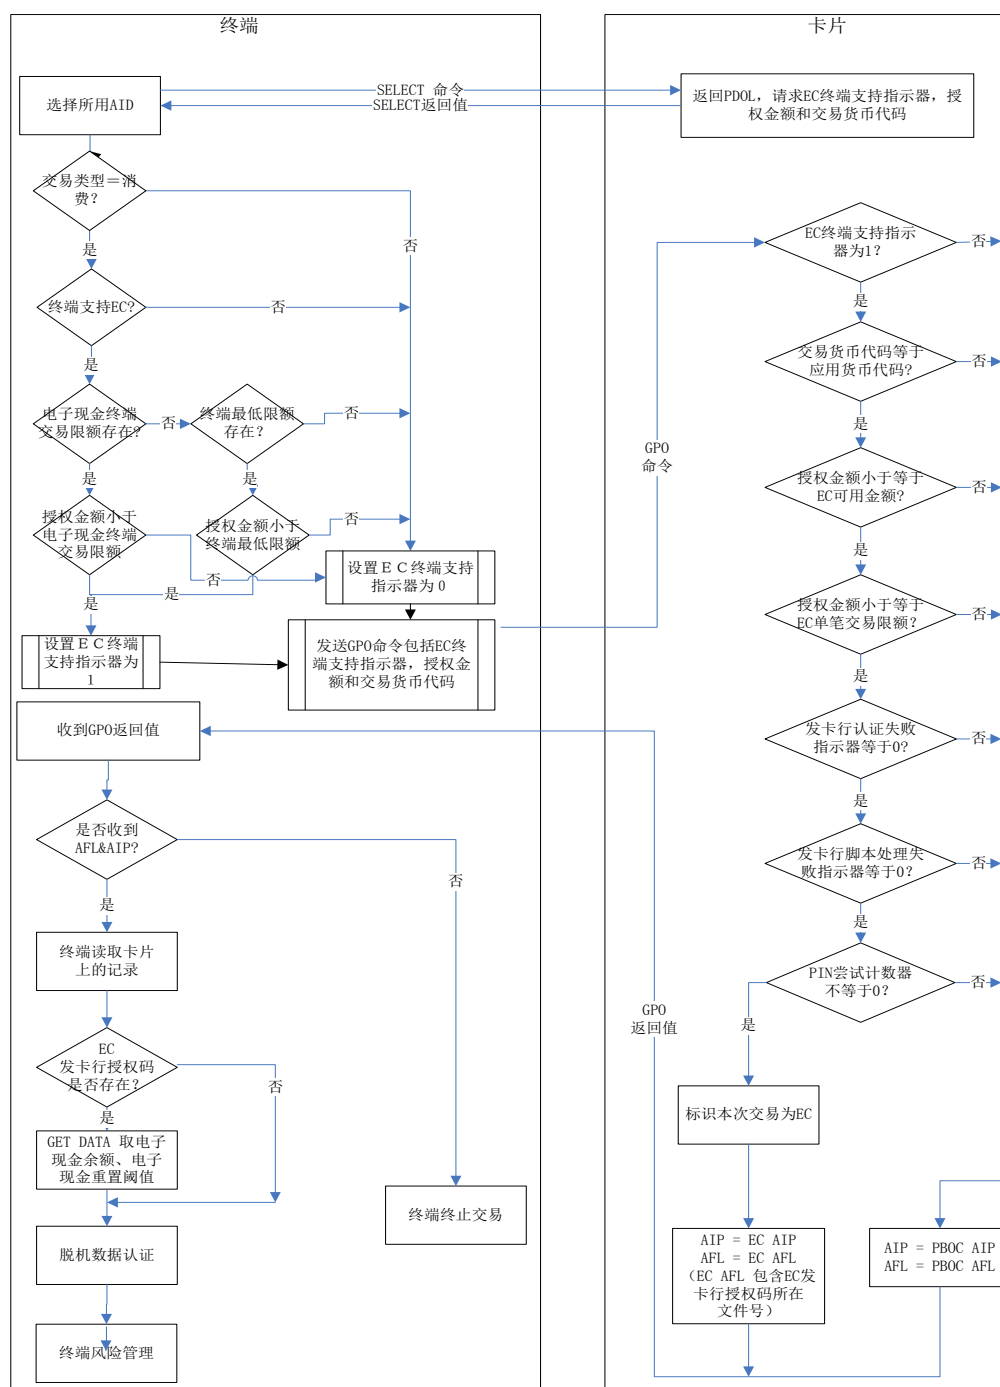 终端
卡片
选择所用AID
SELECT 命令
SELECT返回值
返回PDOL，请求EC终端支持指示器，授
权金额和交易货币代码
交易类型＝消
费？
否
是
终端支持EC?
否
是
电子现金终端
交易限额存在?
否
终端最低限额
存在？
否
是
是
授权金额小于
电子现金终端
交易限额
否
授权金额小于
终端最低限额
否
是
是
设置ＥＣ终端支持
指示器为０
设置ＥＣ终端
支持指示器为
1
发送GPO命令包括EC终
端支持指示器，授权金
额和交易货币代码
GPO
命令
收到GPO返回值
是否收到
AFL&AIP?
否
是
终端读取卡片
上的记录
EC
发卡行授权码
是否存在？
否
是
GET DATA 取电子
现金余额、电子
现金重置阈值
脱机数据认证
终端风险管理
终端终止交易
GPO
返回值
EC终端支持指示
器为1？
否
是
交易货币代码等于
应用货币代码?
否
是
授权金额小于等于
EC可用金额?
否
是
授权金额小于等于
EC单笔交易限额？
否
是
发卡行认证失败
指示器等于0?
否
是
发卡行脚本处理失
败指示器等于0？
否
是
PIN尝试计数器
不等于0？
否
是
标识本次交易为EC
AIP = EC AIP
AFL = EC AFL
（EC AFL 包含EC发
卡行授权码所在
文件号）
AIP = PBOC AIP
AFL = PBOC AFL